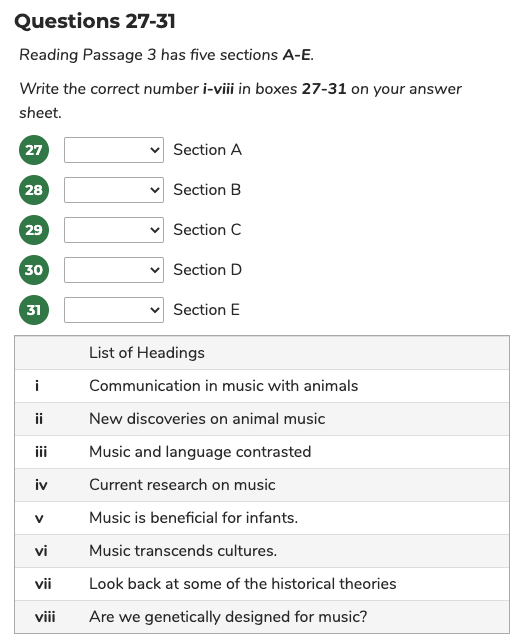 Questions 27-31
Reading Passage 3 has five sections A-E.
Write the correct number i-viii in boxes 27-31 on your answer
sheet.
27 Section A
28 Section B
29 Section C
30 Section D
31 Section E
List of Headings
i Communication in music with animals
ii New discoveries on animal music
iii Music and language contrasted
iv Current research on music
v Music is beneficial for infants.
vi Music transcends cultures.
vii Look back at some of the historical theories
viii Are we genetically designed for music?